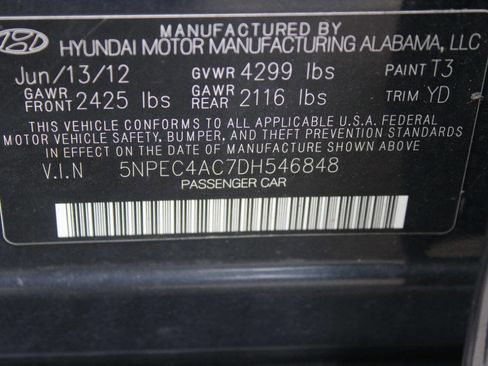 MANUFACTURED BY
HYUNDAI MOTOR MANUFACTURING ALABAMA, LLC
Jun/13/12 GVWR 4299 lbs PAINT T3
GAWR FRONT 2425 lbs GAWR REAR 2116 lbs TRIM YD
THIS VEHICLE CONFORMS TO ALL APPLICABLE U.S.A. FEDERAL
MOTOR VEHICLE SAFETY, BUMPER, AND THEFT PREVENTION STANDARDS
IN EFFECT ON THE DATE OF MANUFACTURE SHOWN ABOVE.
V.I.N 5NPEC4AC7DH546848
PASSENGER CAR